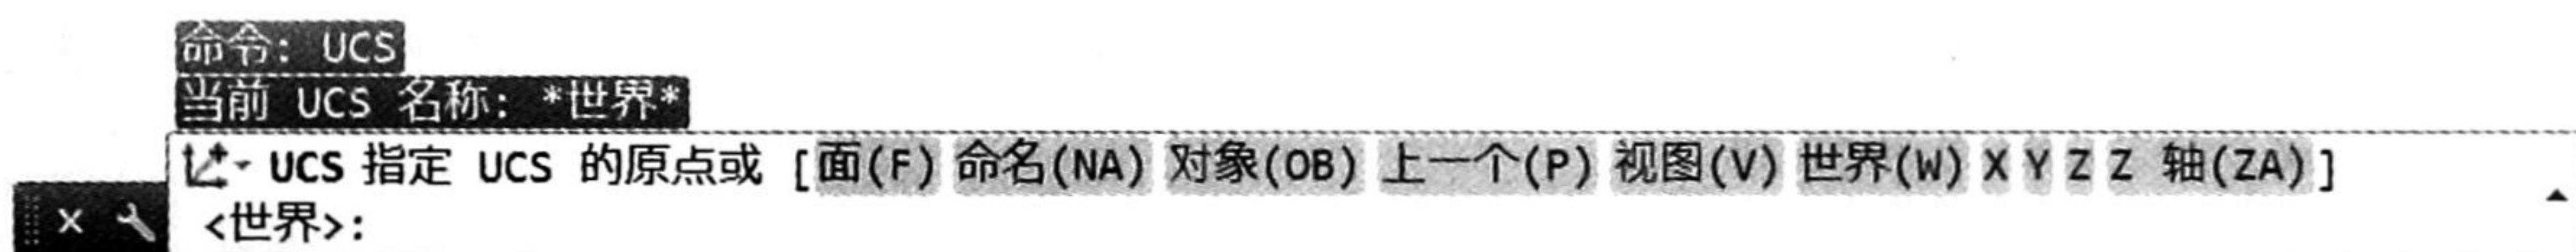 命令: UCS
当前 UCS 名称: *世界*
UCS 指定 UCS 的原点或 [面(F) 命名(NA) 对象(OB) 上一个(P) 视图(V) 世界(W) X Y Z Z 轴(ZA)]
<世界>: